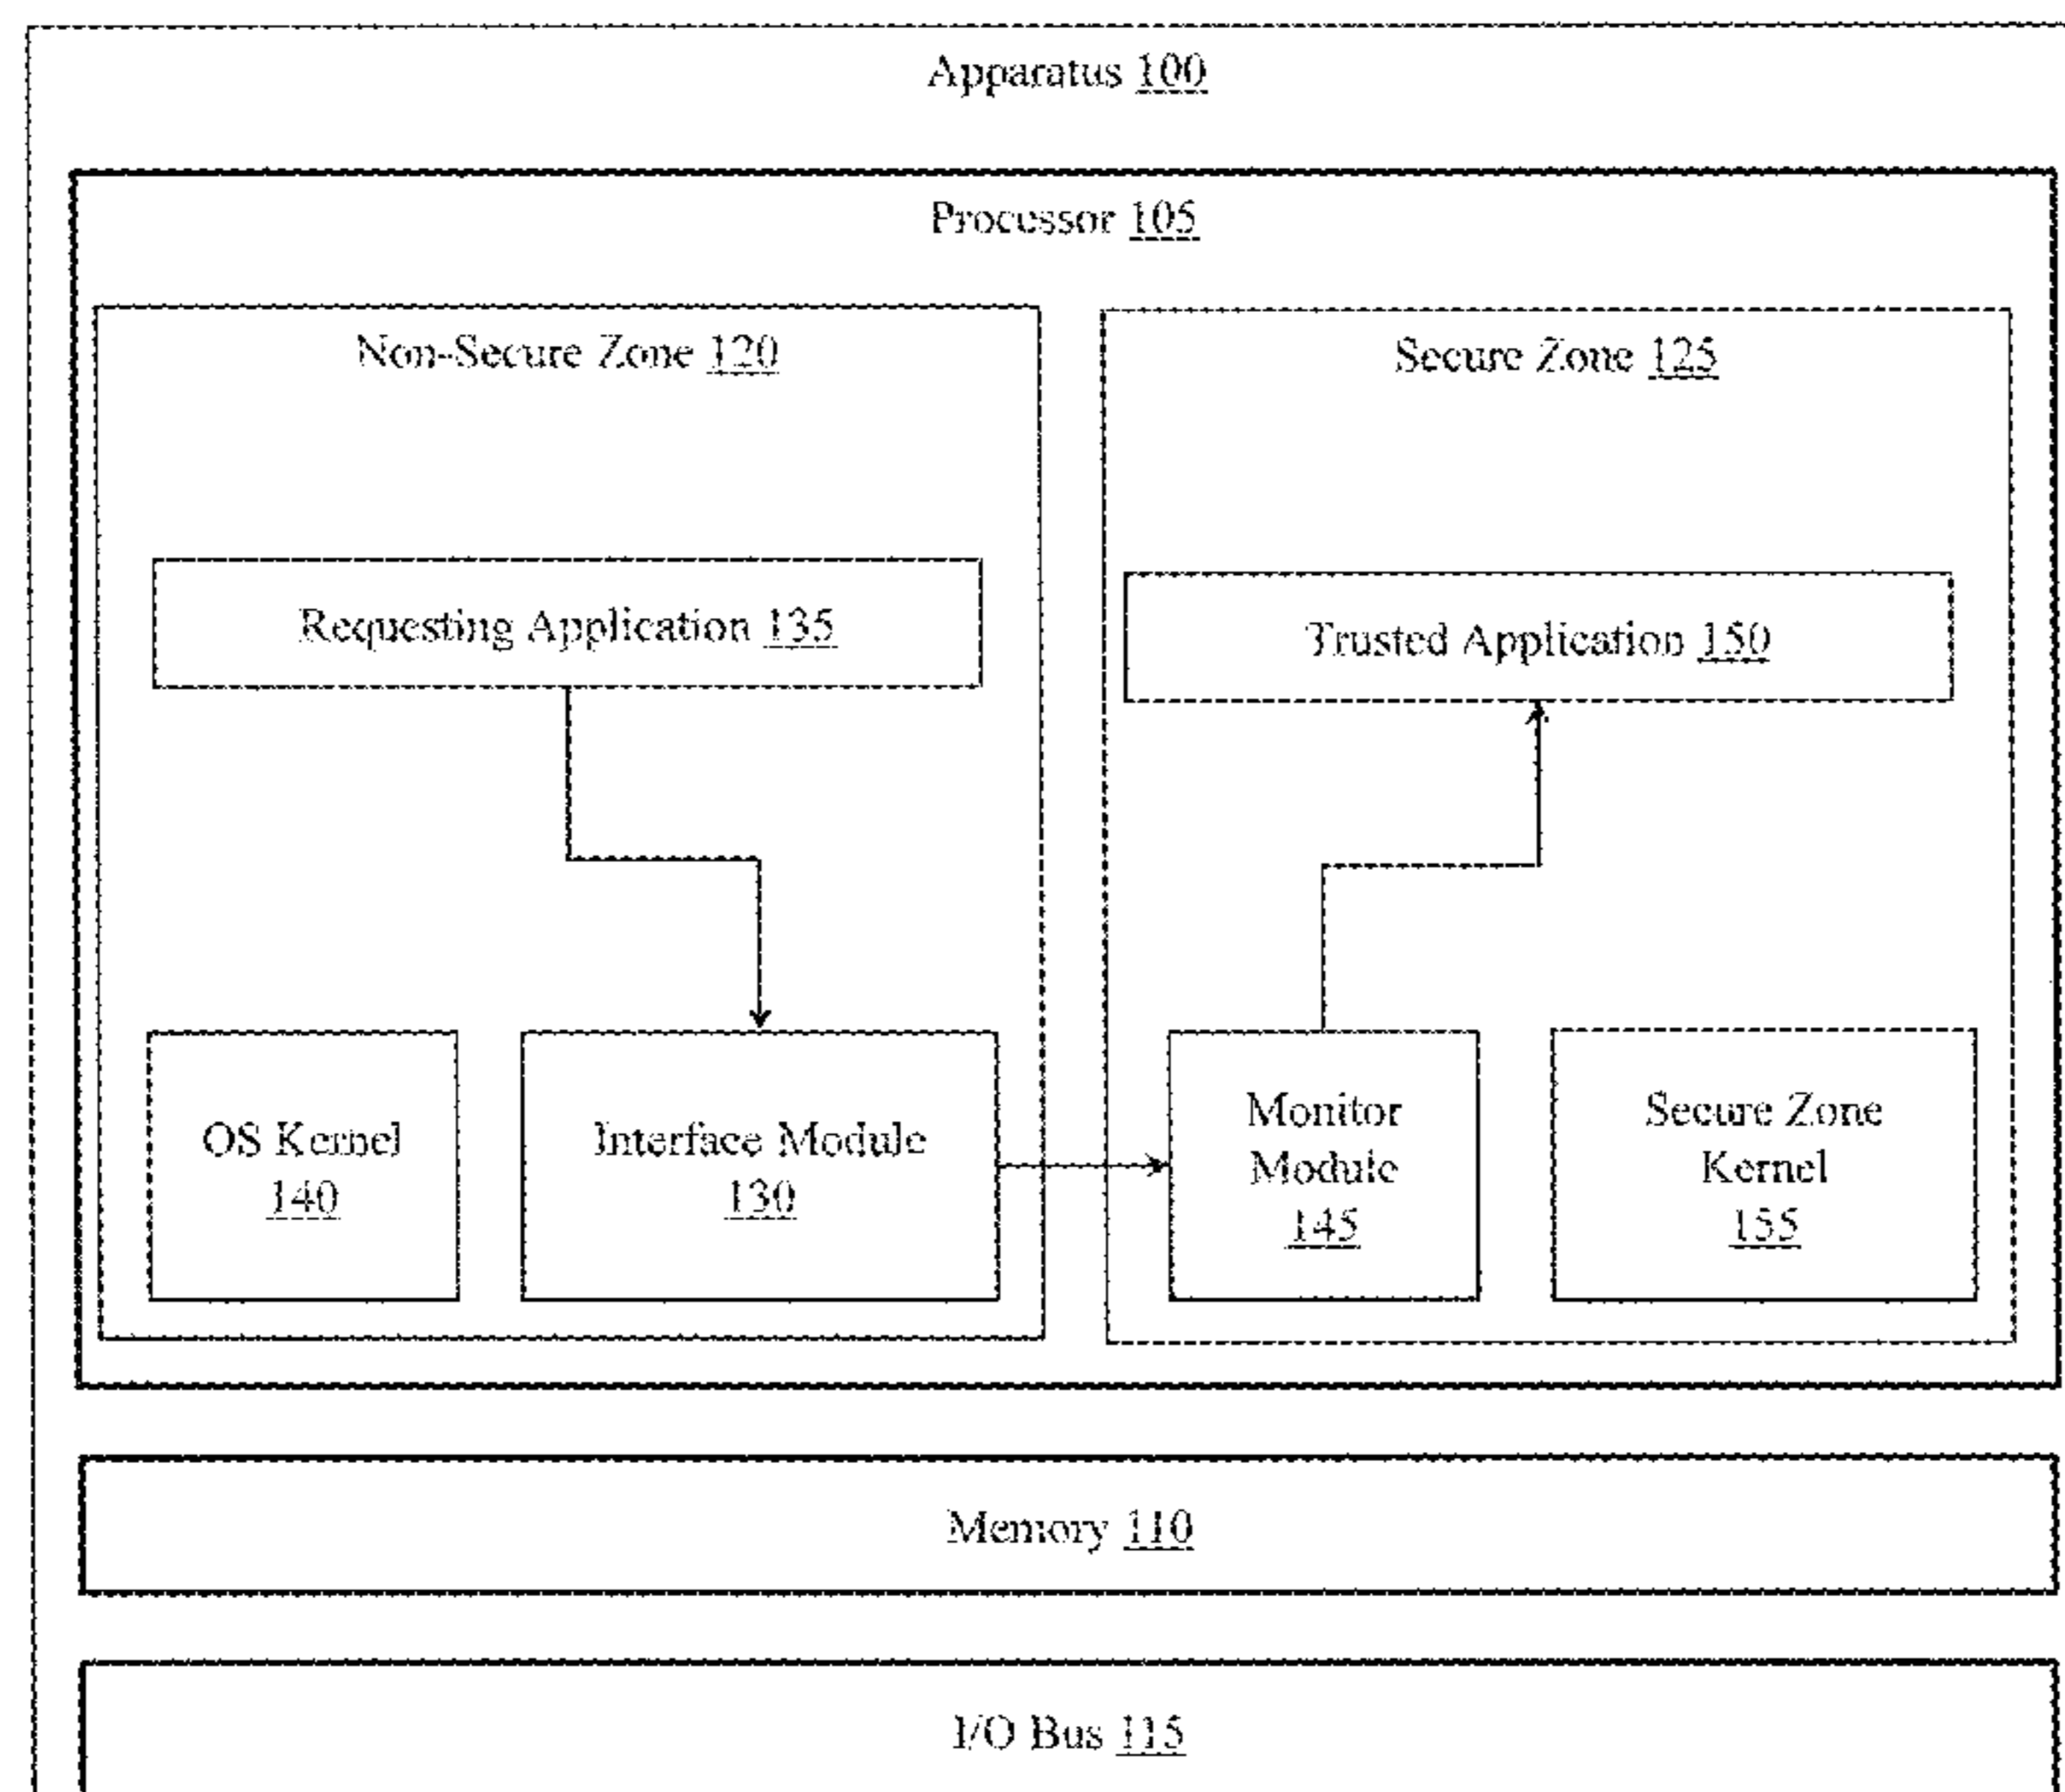 Apparatus 100
Processor 105
Non-Secure Zone 120
Secure Zone 125
Requesting Application 135
Trusted Application 150
OS Kernel
140
Interface Module
130
Monitor
Module
145
Secure Zone
Kernel
155
Memory 110
I/O Bus 115